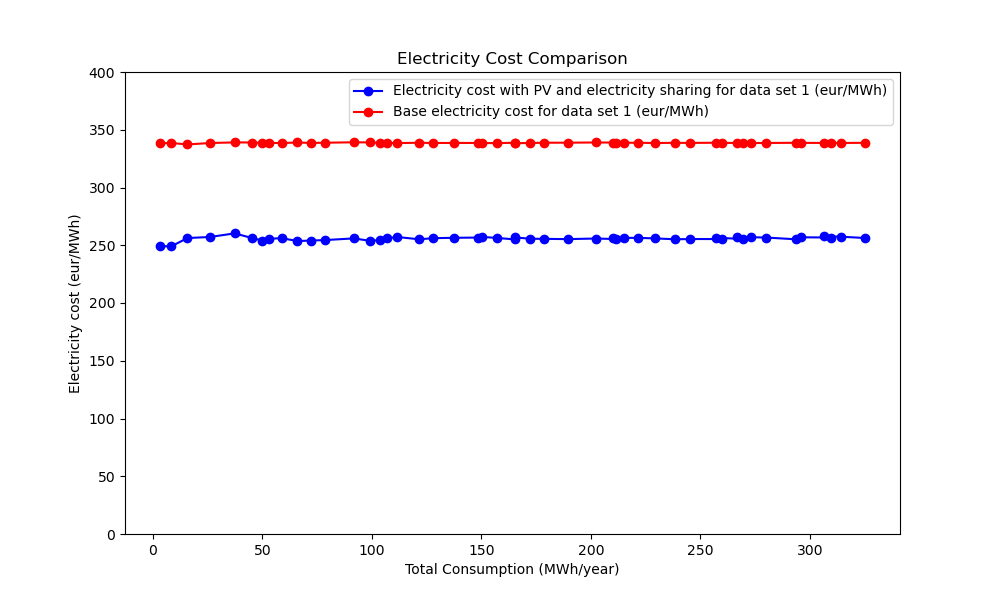 Electricity Cost Comparison
Electricity cost with PV and electricity sharing for data set 1 (eur/MWh)
Base electricity cost for data set 1 (eur/MWh)
Electricity cost (eur/MWh)
400
350
300
250
200
150
100
50
0
0 50 100 150 200 250 300
Total Consumption (MWh/year)